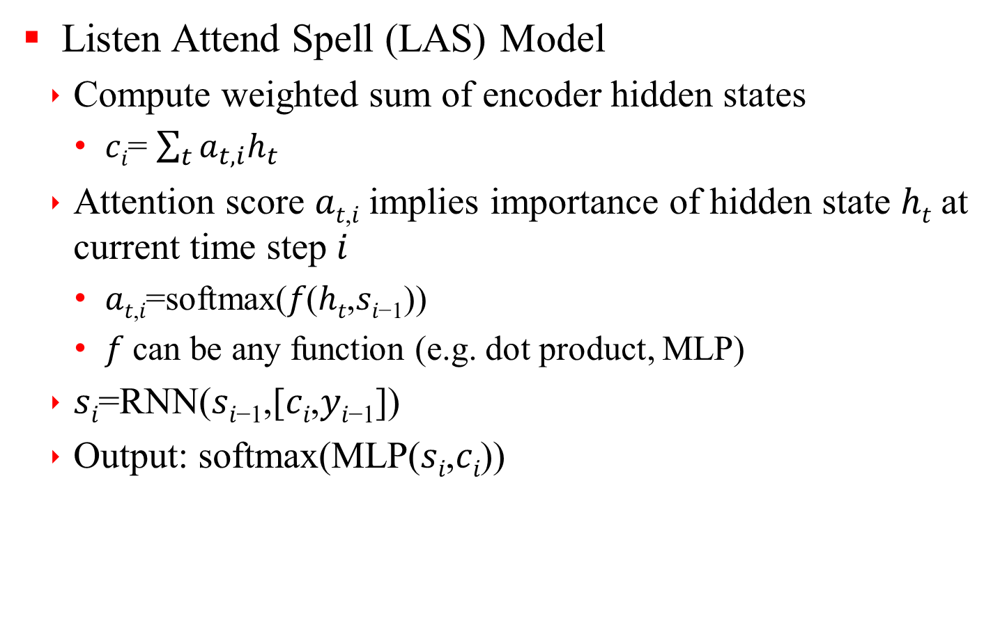 Listen Attend Spell (LAS) Model
Compute weighted sum of encoder hidden states
c_i= ∑_t a_{t,i}h_t
Attention score a_{t,i} implies importance of hidden state h_t at
current time step i
a_{t,i}=softmax(f(h_t,s_{i−1}))
f can be any function (e.g. dot product, MLP)
s_i=RNN(s_{i−1},[c_i,y_{i−1}])
Output: softmax(MLP(s_i,c_i))